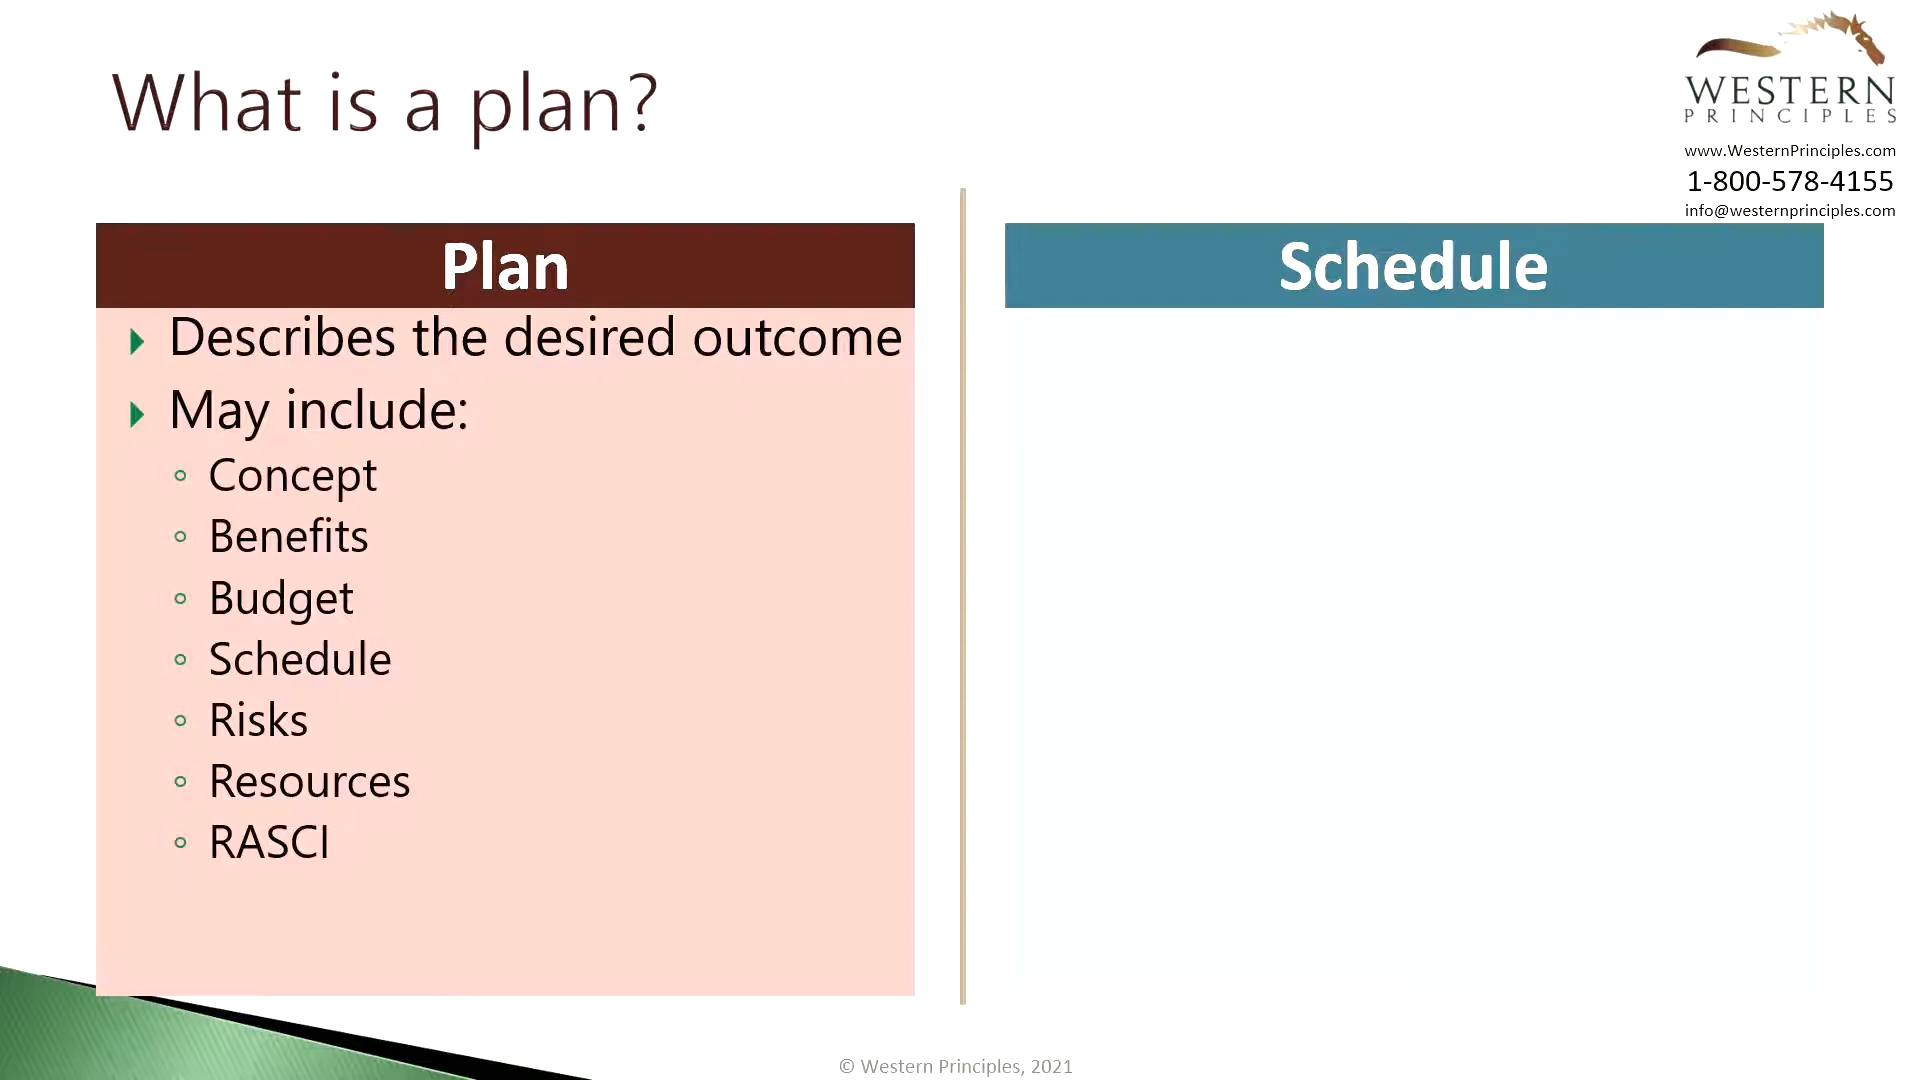 What is a plan?
WESTERN
PRINCIPLES
www.WesternPrinciples.com
1-800-578-4155
info@westernprinciples.com
Plan
Describes the desired outcome
May include:
Concept
Benefits
Budget
Schedule
Risks
Resources
RASCI
Schedule
© Western Principles, 2021